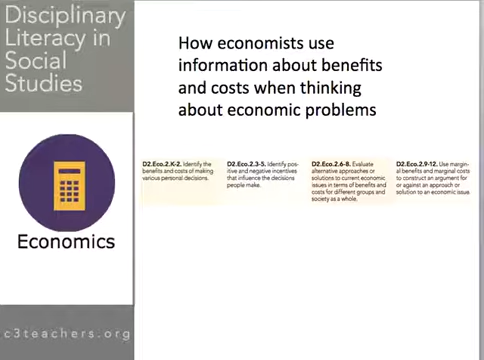 Disciplinary
Literacy in
Social
Studies
How economists use
information about benefits
and costs when thinking
about economic problems
D2.Eco.2.K-2. Identify the
benefits and costs of making
various personal decisions.
D2.Eco.2.3-5. Identify pos-
itive and negative incentives
that influence the decisions
people make.
D2.Eco.2.6-8. Evaluate
alternative approaches or
solutions to current economic
issues in terms of benefits and
costs for different groups and
society as a whole.
D2.Eco.2.9-12. Use margin-
al benefits and marginal costs
to construct an argument for
or against an approach or
solution to an economic issue.
Economics
c3teachers.org